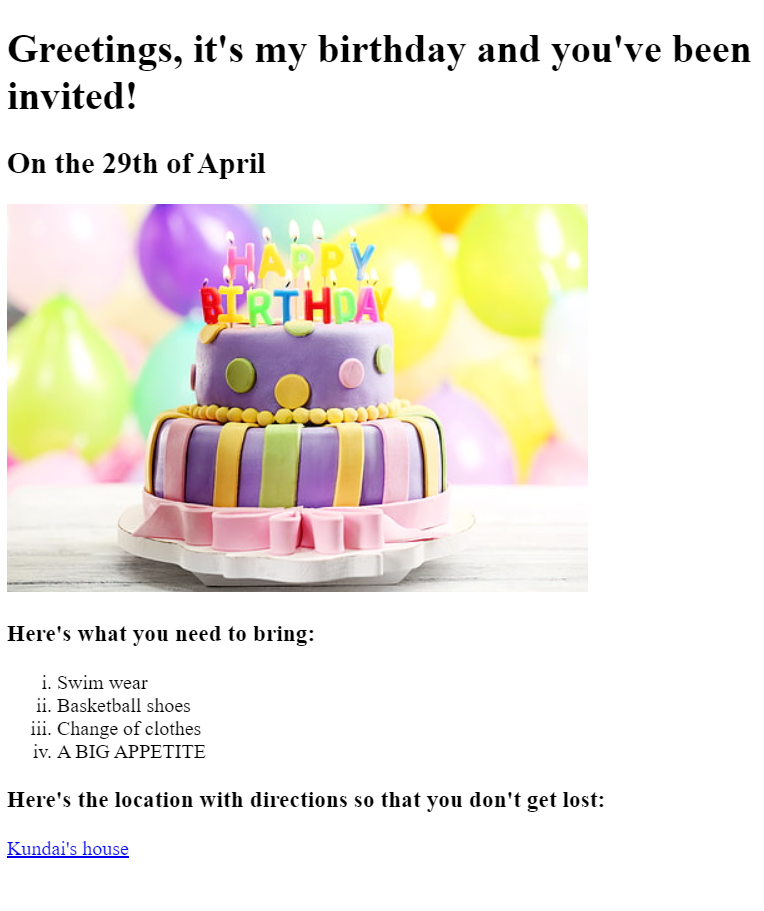 Greetings, it's my birthday and you've been
invited!
On the 29th of April
HAPPY
BIRTHDAY
Here's what you need to bring:
i. Swim wear
ii. Basketball shoes
iii. Change of clothes
iv. A BIG APPETITE
Here's the location with directions so that you don't get lost:
Kundai's house